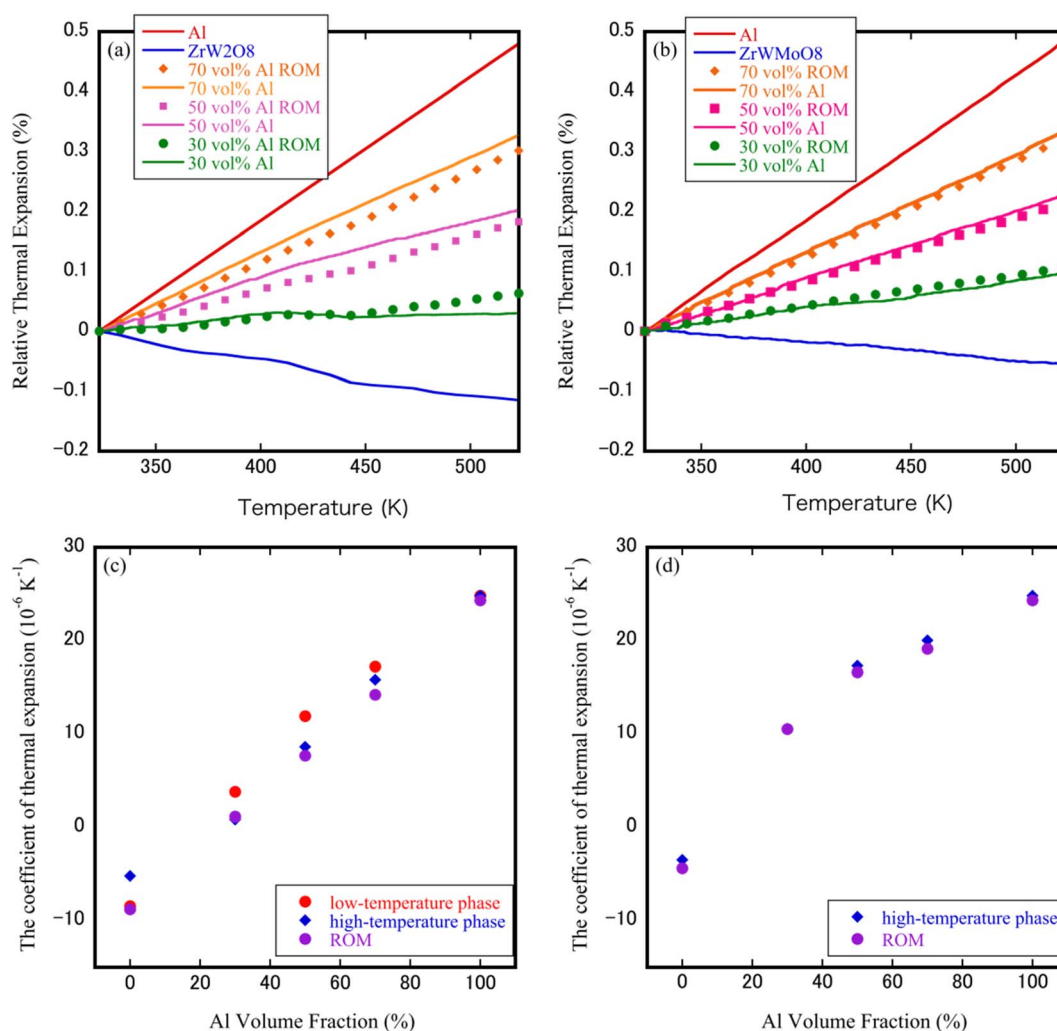 (a)
Al
ZrW2O8
70 vol% Al ROM
70 vol% Al
50 vol% Al ROM
50 vol% Al
30 vol% Al ROM
30 vol% Al
0.5
0.4
0.3
0.2
0.1
0
−0.1
−0.2
Relative Thermal Expansion (%)
350
400
450
500
Temperature (K)
(b)
Al
ZrWMoO8
70 vol% ROM
70 vol% Al
50 vol% ROM
50 vol% Al
30 vol% ROM
30 vol% Al
0.5
0.4
0.3
0.2
0.1
0
−0.1
−0.2
Relative Thermal Expansion (%)
350
400
450
500
Temperature (K)
(c)
30
20
10
0
−10
The coefficient of thermal expansion (10⁻⁶ K⁻¹)
low-temperature phase
high-temperature phase
ROM
0
20
40
60
80
100
Al Volume Fraction (%)
(d)
30
20
10
0
−10
The coefficient of thermal expansion (10⁻⁶ K⁻¹)
high-temperature phase
ROM
0
20
40
60
80
100
Al Volume Fraction (%)